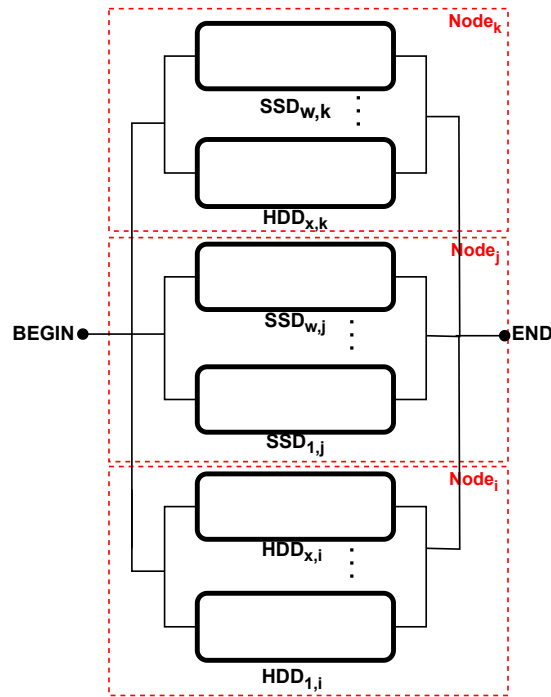 Node_k
SSD_w,k
HDD_x,k
Node_j
SSD_w,j
BEGIN
END
SSD_1,j
Node_i
HDD_x,i
HDD_1,i